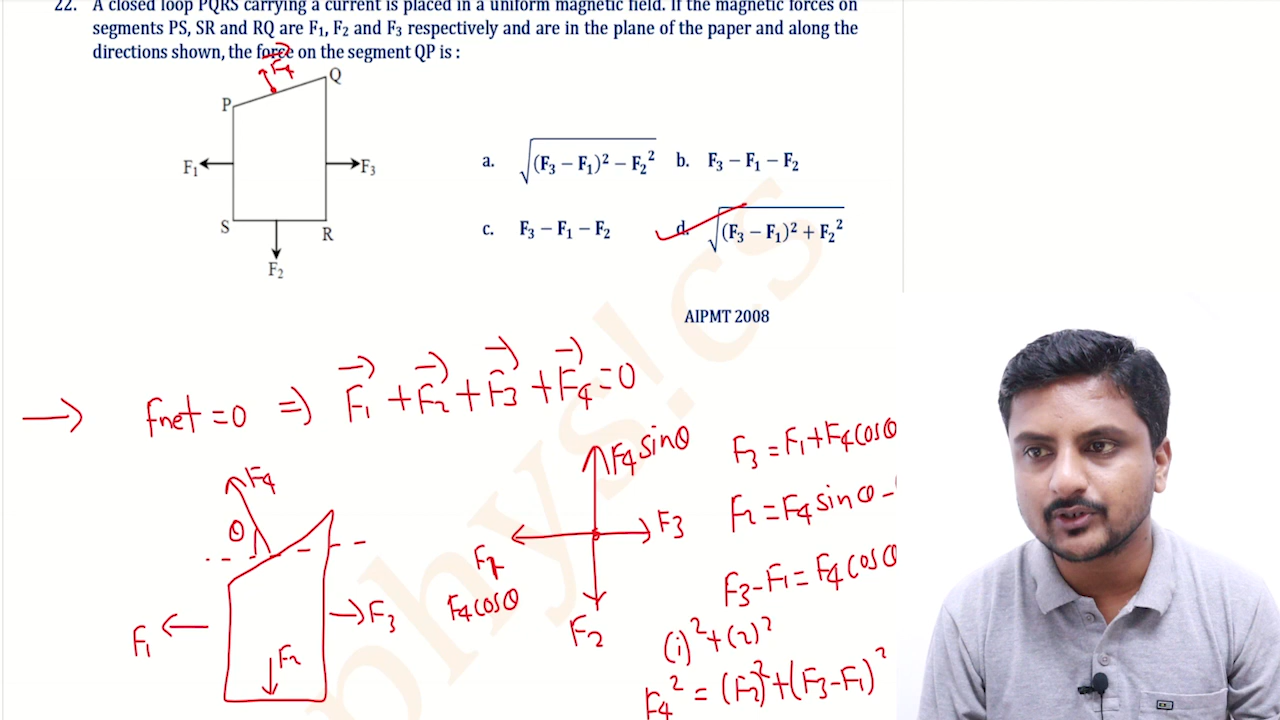 22. A closed loop PQRS carrying a current is placed in a uniform magnetic field. If the magnetic forces on
segments PS, SR and RQ are F₁, F₂ and F₃ respectively and are in the plane of the paper and along the
directions shown, the force on the segment QP is :
F₄
Q
P
F₁
F₃
S
R
F₂
a. √((F₃ − F₁)² − F₂²) b. F₃ − F₁ − F₂
c. F₃ − F₁ − F₂ d. √((F₃ − F₁)² + F₂²)
AIPMT 2008
phys!cs
→ Fnet = 0 ⇒ F⃗₁ + F⃗₂ + F⃗₃ + F⃗₄ = 0
F₄
θ
F₁
F₃
F₂
F₄ sinθ
F₃
F₁
F₄cosθ
F₂
F₃ = F₁ + F₄cosθ
F₂ = F₄ sinθ –
F₃ – F₁ = F₄cosθ
(1)² + (2)²
F₄² = (F₂)² + (F₃ – F₁)²